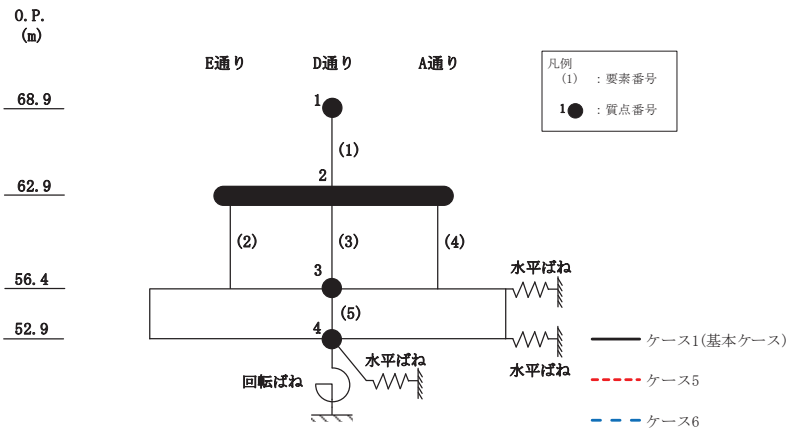 O.P.
(m)
E通り D通り A通り
凡例
(1) ：要素番号
1● ：質点番号
68.9
1
(1)
62.9
2
(2) (3) (4)
水平ばね
56.4
3
(5)
52.9
4
水平ばね
水平ばね
回転ばね
ケース1(基本ケース)
ケース5
ケース6